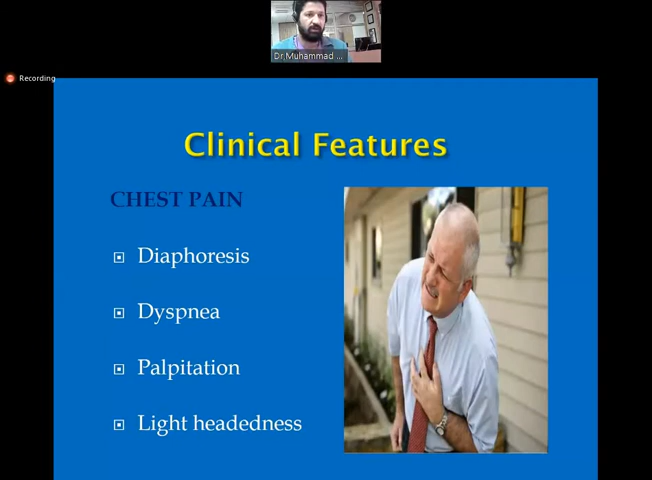 Dr.Muhammad ...
Recording
Clinical Features
CHEST PAIN
Diaphoresis
Dyspnea
Palpitation
Light headedness